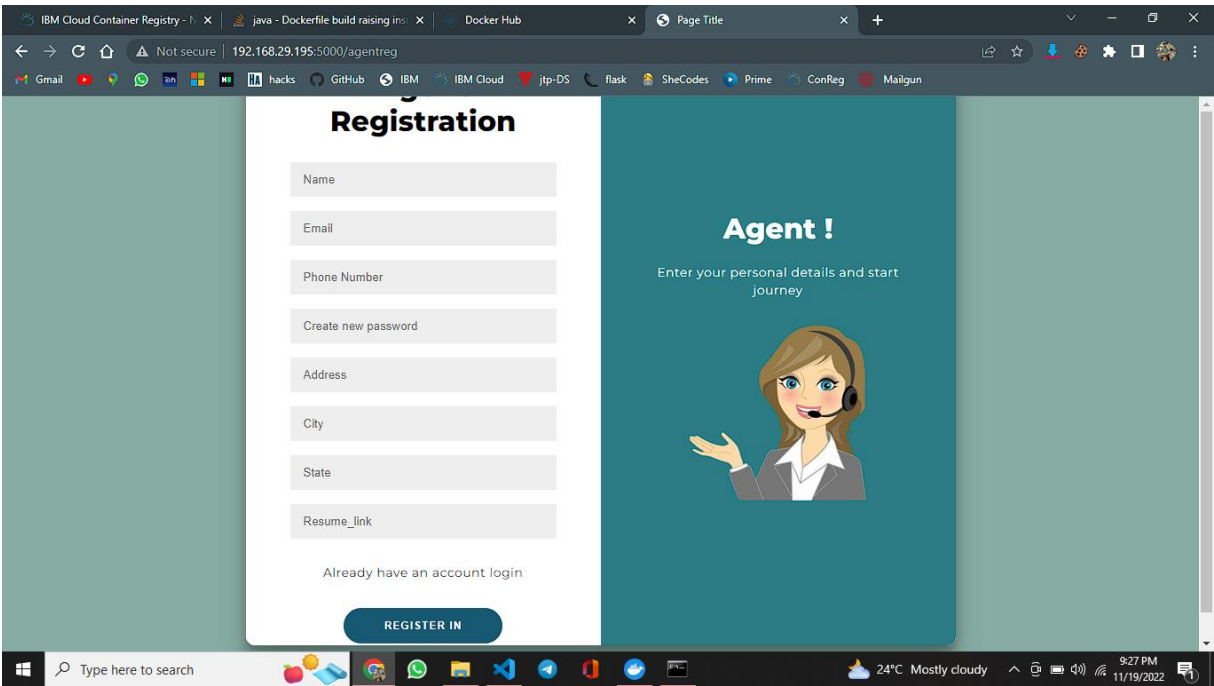 IBM Cloud Container Registry - N
java - Dockerfile build raising ins
Docker Hub
Page Title
Not secure
192.168.29.195:5000/agentreg
Gmail
hacks
GitHub
IBM
IBM Cloud
jtp-DS
flask
SheCodes
Prime
ConReg
Mailgun
Registration
Name
Email
Phone Number
Create new password
Address
City
State
Resume_link
Already have an account login
REGISTER IN
Agent !
Enter your personal details and start
journey
Type here to search
24°C Mostly cloudy
9:27 PM
11/19/2022